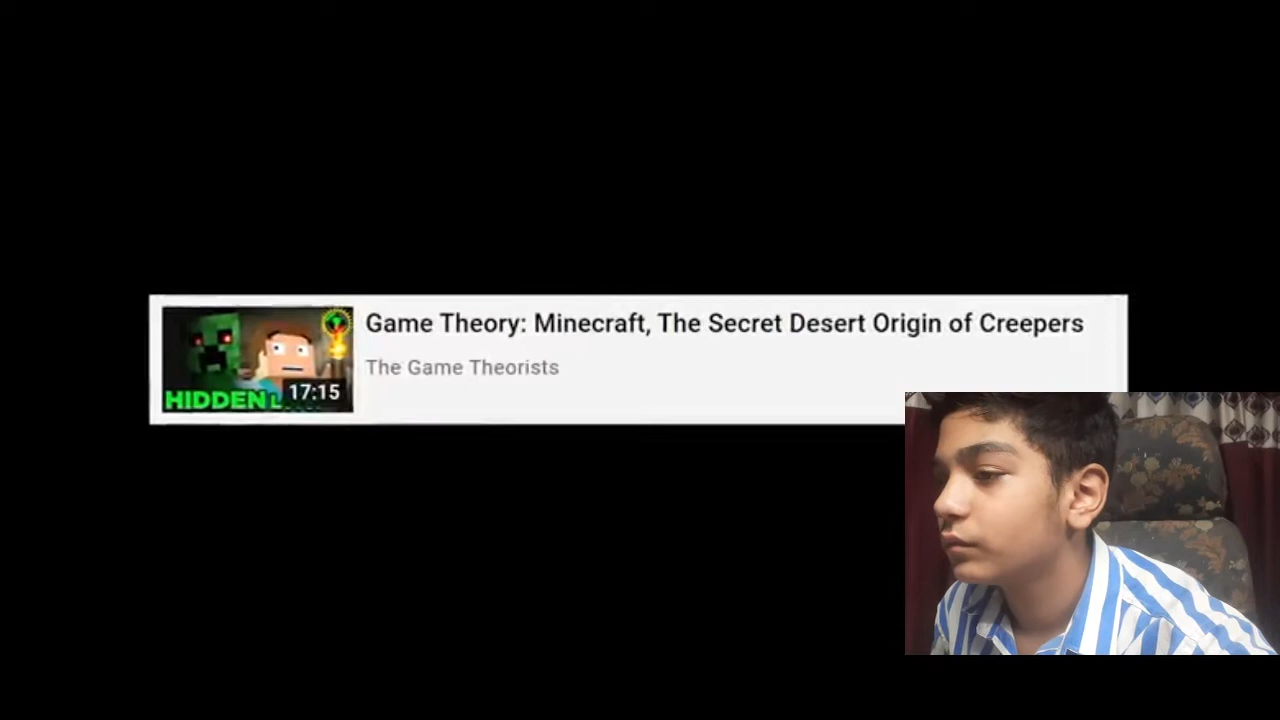 Game Theory: Minecraft, The Secret Desert Origin of Creepers
The Game Theorists
17:15
HIDDEN